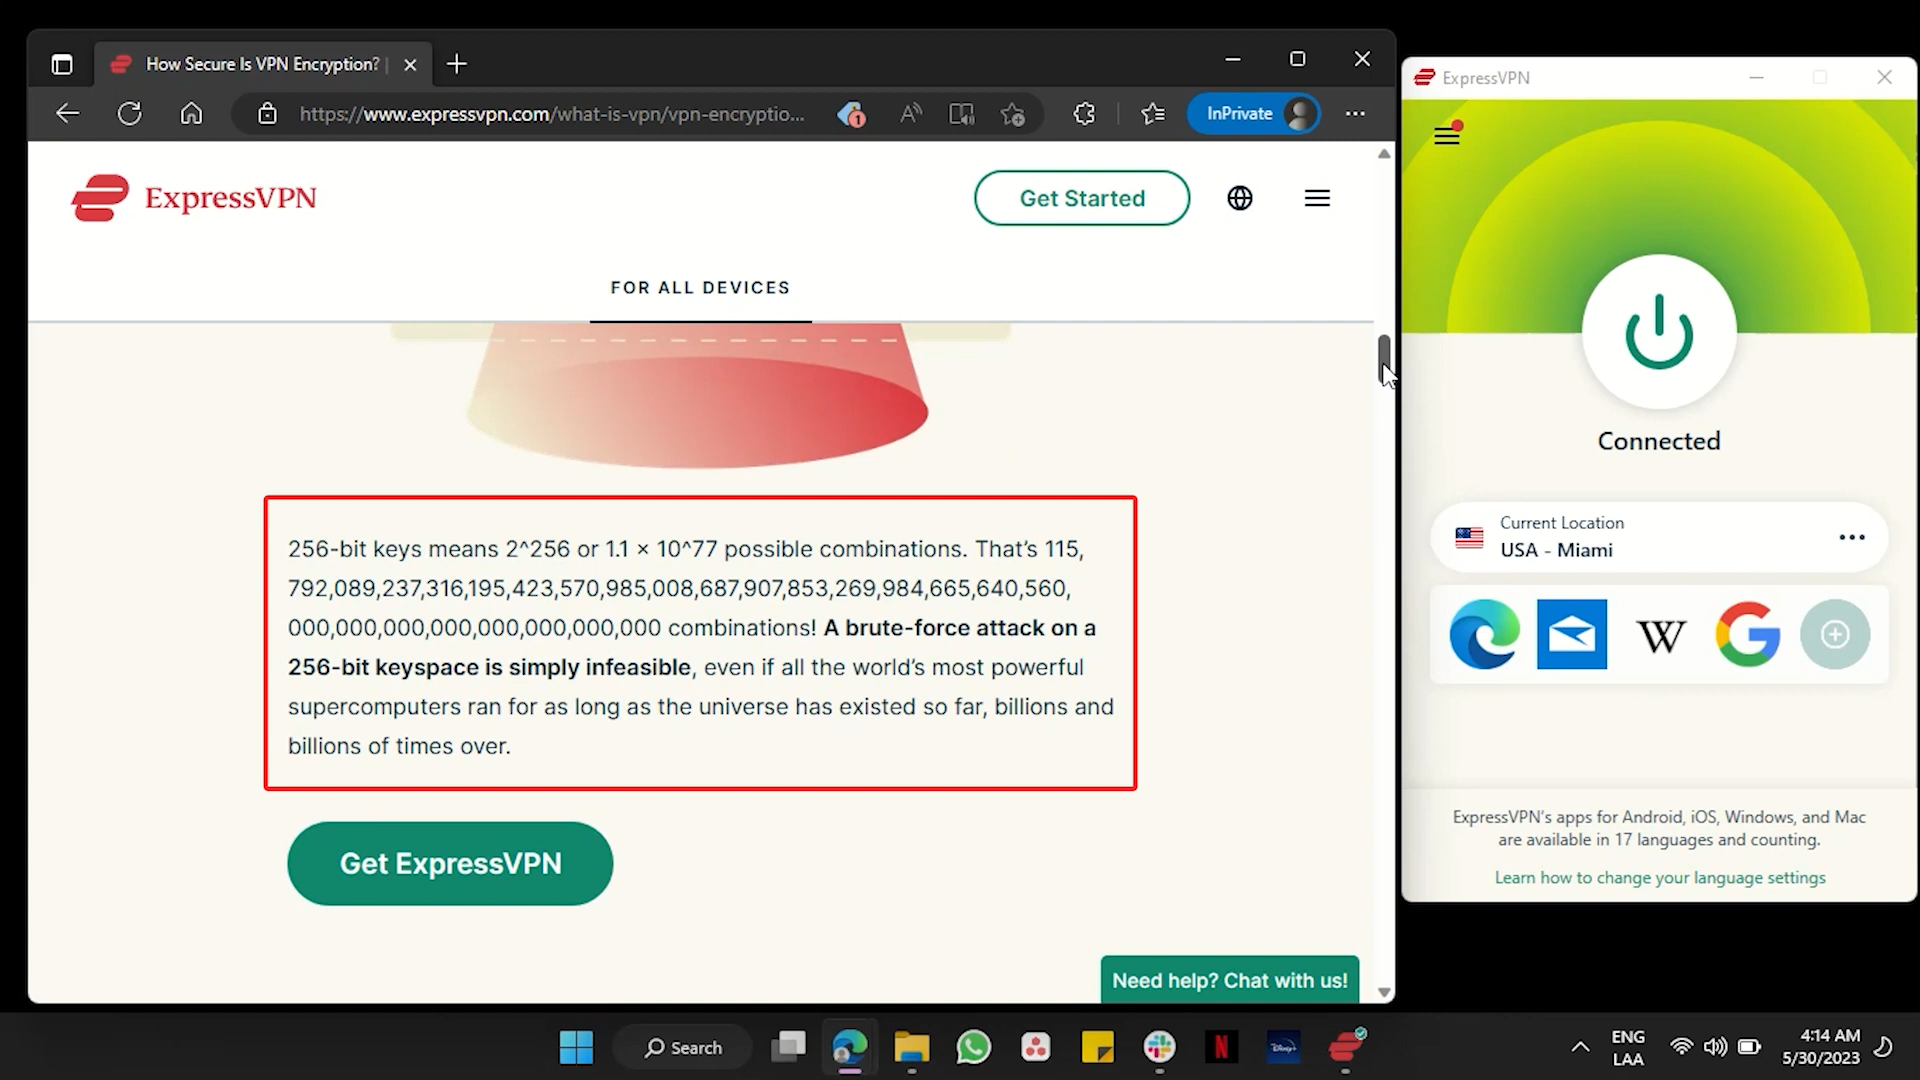 How Secure Is VPN Encryption? |
https://www.expressvpn.com/what-is-vpn/vpn-encryptio...
1
InPrivate
ExpressVPN
Get Started
FOR ALL DEVICES
256-bit keys means 2^256 or 1.1 × 10^77 possible combinations. That’s 115,
792,089,237,316,195,423,570,985,008,687,907,853,269,984,665,640,560,
000,000,000,000,000,000,000,000 combinations! A brute-force attack on a
256-bit keyspace is simply infeasible, even if all the world’s most powerful
supercomputers ran for as long as the universe has existed so far, billions and
billions of times over.
Get ExpressVPN
Need help? Chat with us!
ExpressVPN
Connected
Current Location
USA - Miami
W
G
ExpressVPN’s apps for Android, iOS, Windows, and Mac
are available in 17 languages and counting.
Learn how to change your language settings
Search
N
Disney+
ENG
LAA
4:14 AM
5/30/2023